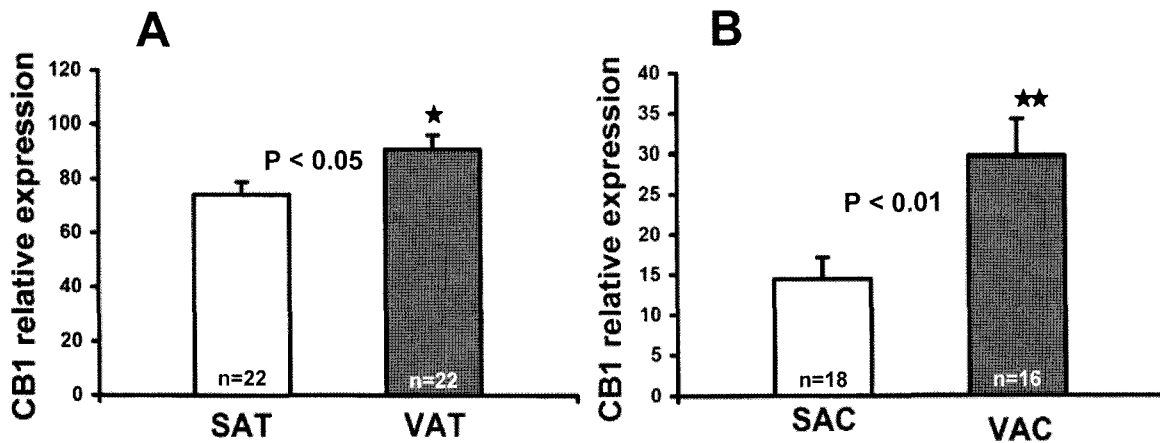 A
CB1 relative expression
120
100
80
60
40
20
0
P < 0.05
★
n=22
n=22
SAT
VAT
B
CB1 relative expression
40
35
30
25
20
15
10
5
0
P < 0.01
★★
n=18
n=16
SAC
VAC